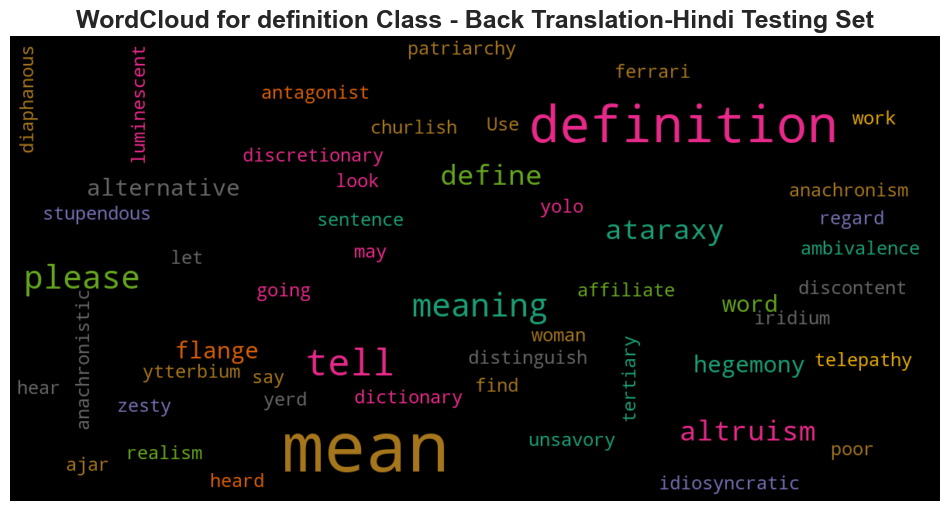 WordCloud for definition Class - Back Translation-Hindi Testing Set
patriarchy
diaphanous
luminescent
ferrari
antagonist
churlish
Use
definition
work
discretionary
look
define
alternative
anachronism
stupendous
sentence
yolo
regard
ataraxy
ambivalence
let
may
please
going
meaning
affiliate
discontent
word
iridium
anachronistic
flange
woman
tell
distinguish
tertiary
hegemony
telepathy
ytterbium
say
find
hear
zesty
yerd
dictionary
mean
unsavory
altruism
poor
realism
ajar
heard
idiosyncratic